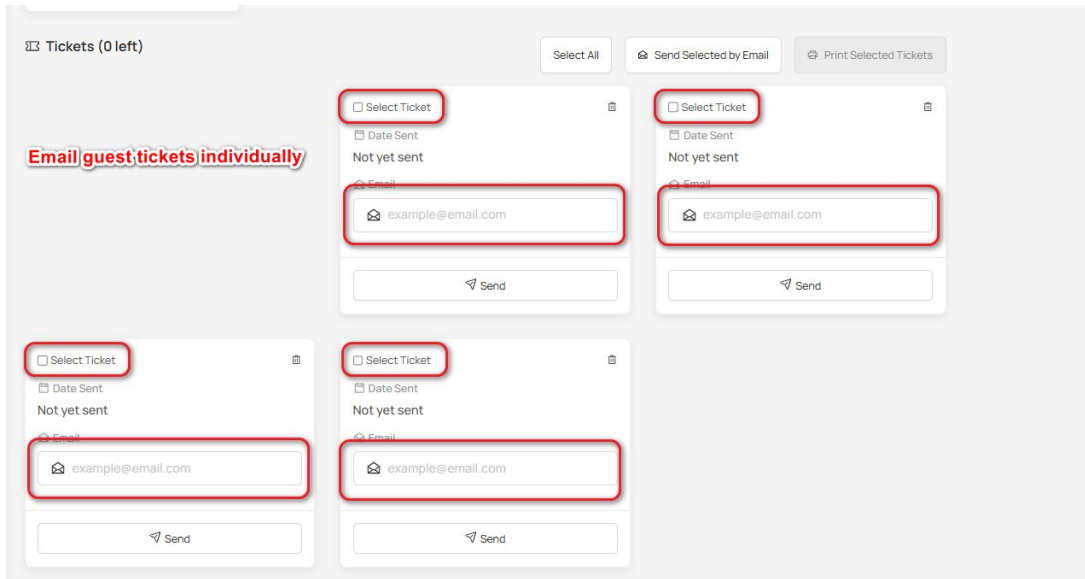 Tickets (0 left)
Select All
Send Selected by Email
Print Selected Tickets
Email guest tickets individually
Select Ticket
Date Sent
Not yet sent
Email
example@email.com
Send
Select Ticket
Date Sent
Not yet sent
Email
example@email.com
Send
Select Ticket
Date Sent
Not yet sent
Email
example@email.com
Send
Select Ticket
Date Sent
Not yet sent
Email
example@email.com
Send